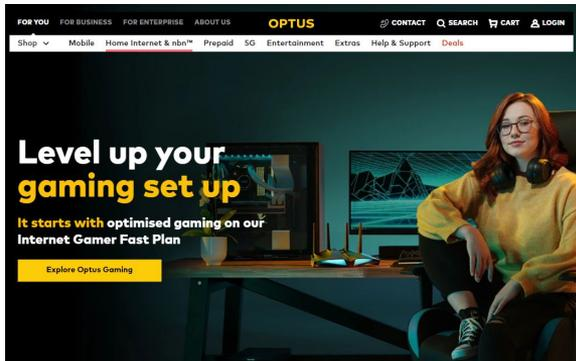 FOR YOU FOR BUSINESS FOR ENTERPRISE ABOUT US OPTUS CONTACT SEARCH CART LOGIN
Shop Mobile Home Internet & nbn™ Prepaid 5G Entertainment Extras Help & Support Deals
Level up your
gaming set up
It starts with optimised gaming on our
Internet Gamer Fast Plan
Explore Optus Gaming